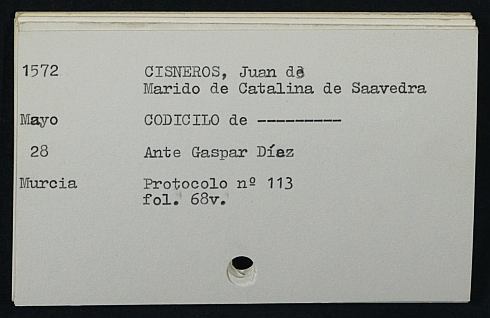 1572 CISNEROS, Juan de
Marido de Catalina de Saavedra
Mayo CODICILO de ---------
28 Ante Gaspar Díez
Murcia Protocolo nº 113
fol. 68v.